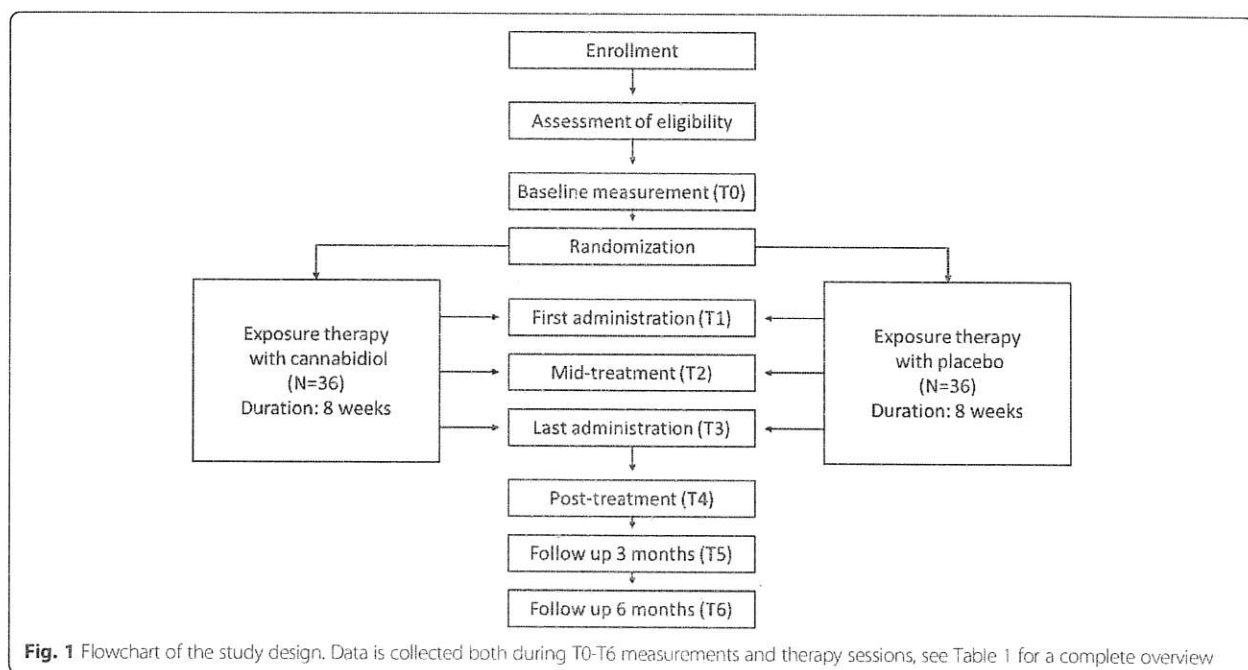 Enrollment
Assessment of eligibility
Baseline measurement (T0)
Randomization
Exposure therapy
with cannabidiol
(N=36)
Duration: 8 weeks
First administration (T1)
Mid-treatment (T2)
Last administration (T3)
Exposure therapy
with placebo
(N=36)
Duration: 8 weeks
Post-treatment (T4)
Follow up 3 months (T5)
Follow up 6 months (T6)
Fig. 1 Flowchart of the study design. Data is collected both during T0-T6 measurements and therapy sessions, see Table 1 for a complete overview